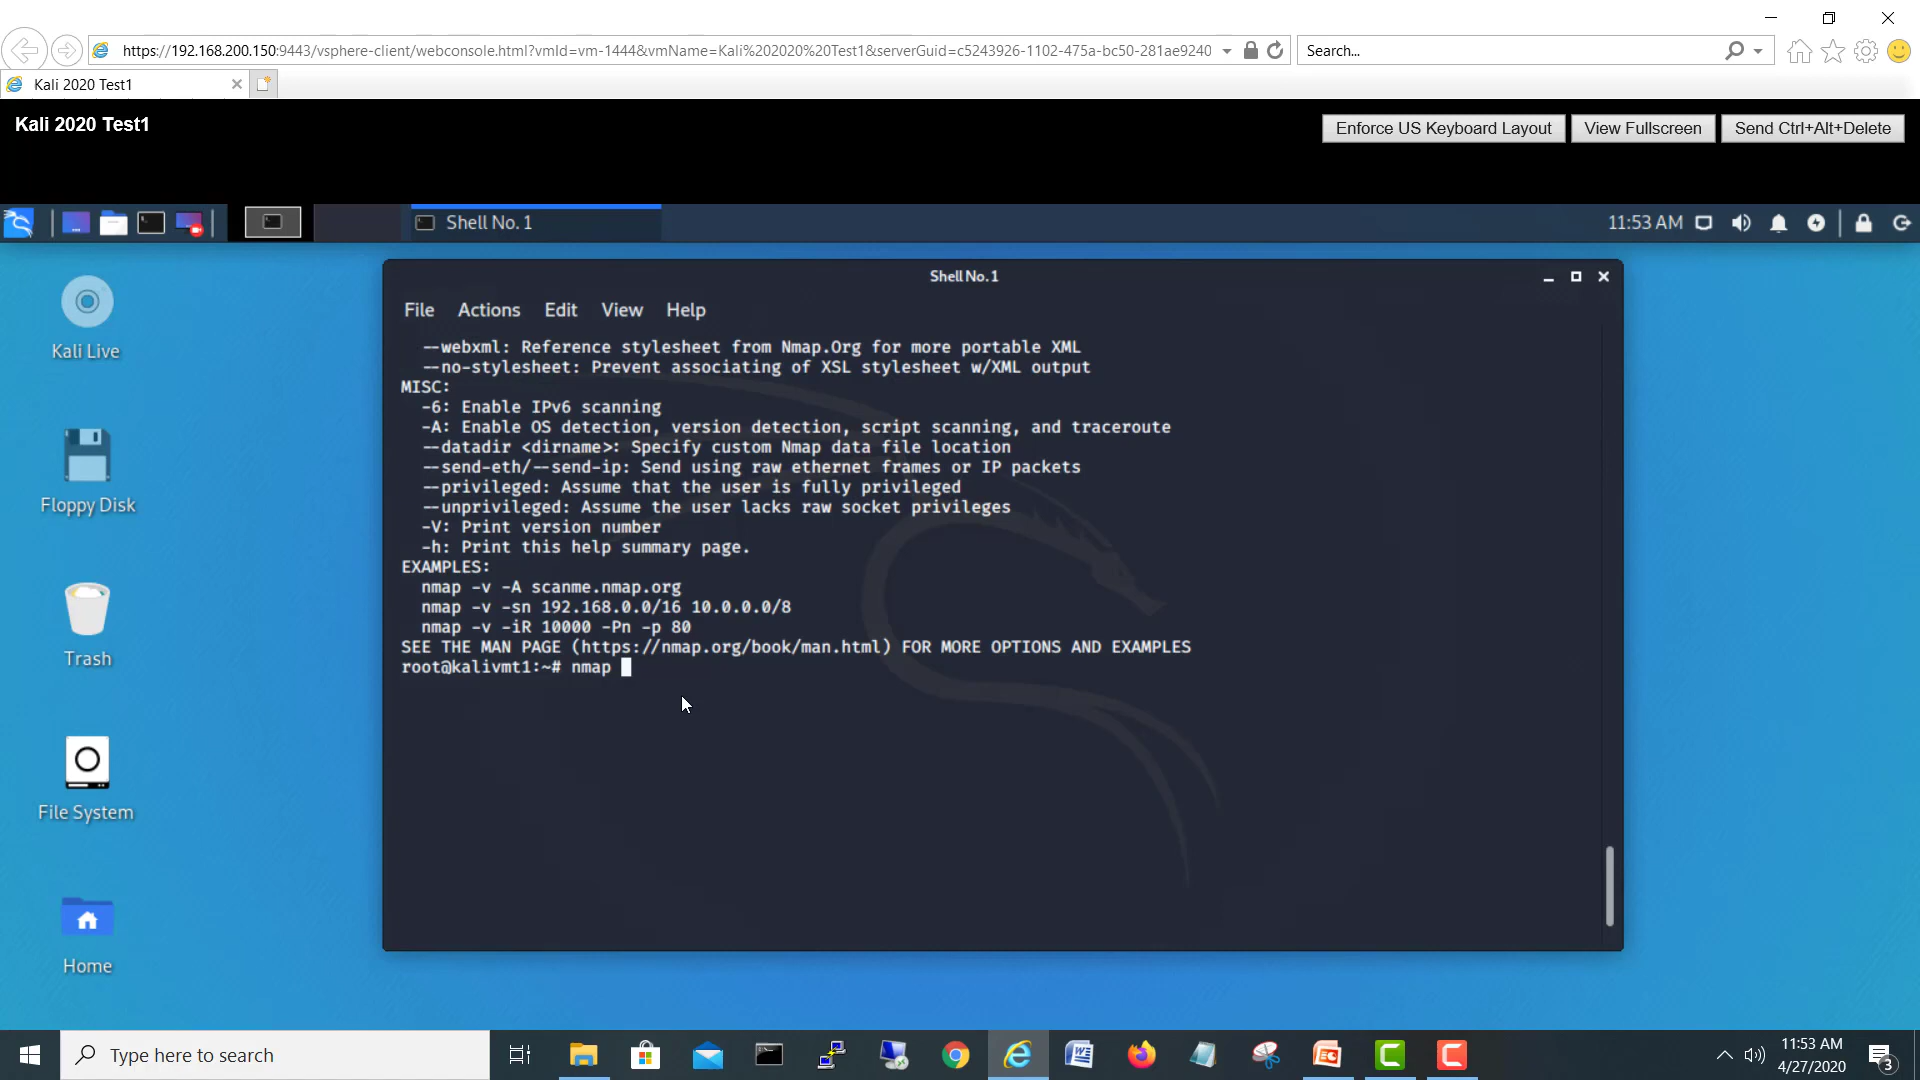 https://192.168.200.150:9443/vsphere-client/webconsole.html?vmId=vm-1444&vmName=Kali%202020%20Test1&serverGuid=c5243926-1102-475a-bc50-281ae9240
Search...
Kali 2020 Test1
Kali 2020 Test1
Enforce US Keyboard Layout
View Fullscreen
Send Ctrl+Alt+Delete
Shell No. 1
11:53 AM
Shell No. 1
File Actions Edit View Help
--webxml: Reference stylesheet from Nmap.Org for more portable XML
--no-stylesheet: Prevent associating of XSL stylesheet w/XML output
MISC:
-6: Enable IPv6 scanning
-A: Enable OS detection, version detection, script scanning, and traceroute
--datadir <dirname>: Specify custom Nmap data file location
--send-eth/--send-ip: Send using raw ethernet frames or IP packets
--privileged: Assume that the user is fully privileged
--unprivileged: Assume the user lacks raw socket privileges
-V: Print version number
-h: Print this help summary page.
EXAMPLES:
nmap -v -A scanme.nmap.org
nmap -v -sn 192.168.0.0/16 10.0.0.0/8
nmap -v -iR 10000 -Pn -p 80
SEE THE MAN PAGE (https://nmap.org/book/man.html) FOR MORE OPTIONS AND EXAMPLES
root@kalivmt1:~# nmap
Kali Live
Floppy Disk
Trash
File System
Home
Type here to search
11:53 AM
4/27/2020
3